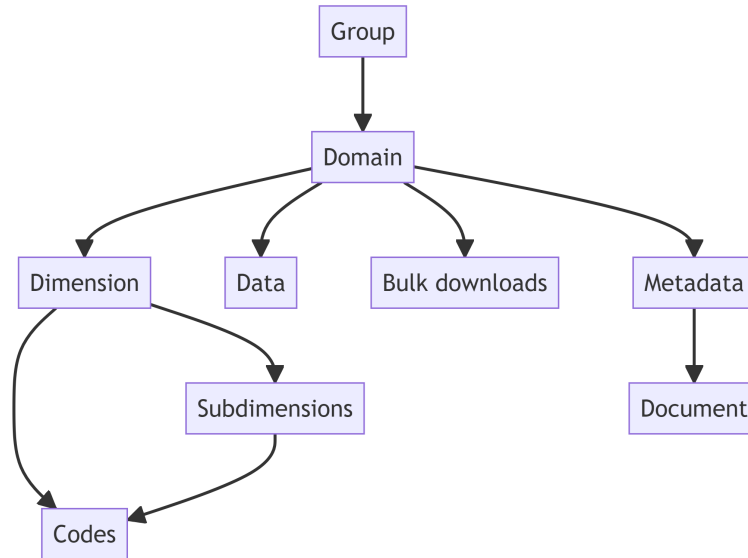 Group
Domain
Dimension
Data
Bulk downloads
Metadata
Subdimensions
Document
Codes